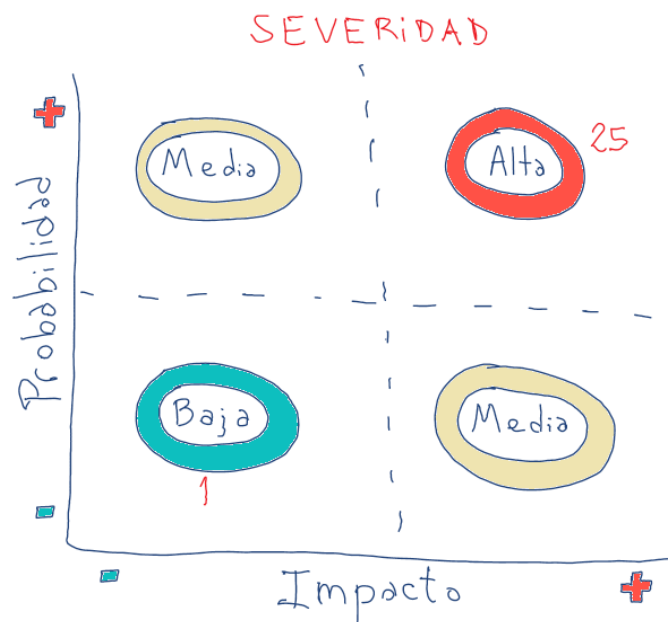 SEVERIDAD
+
Media
Alta
25
Probabilidad
Baja
Media
1
-
-
Impacto
+